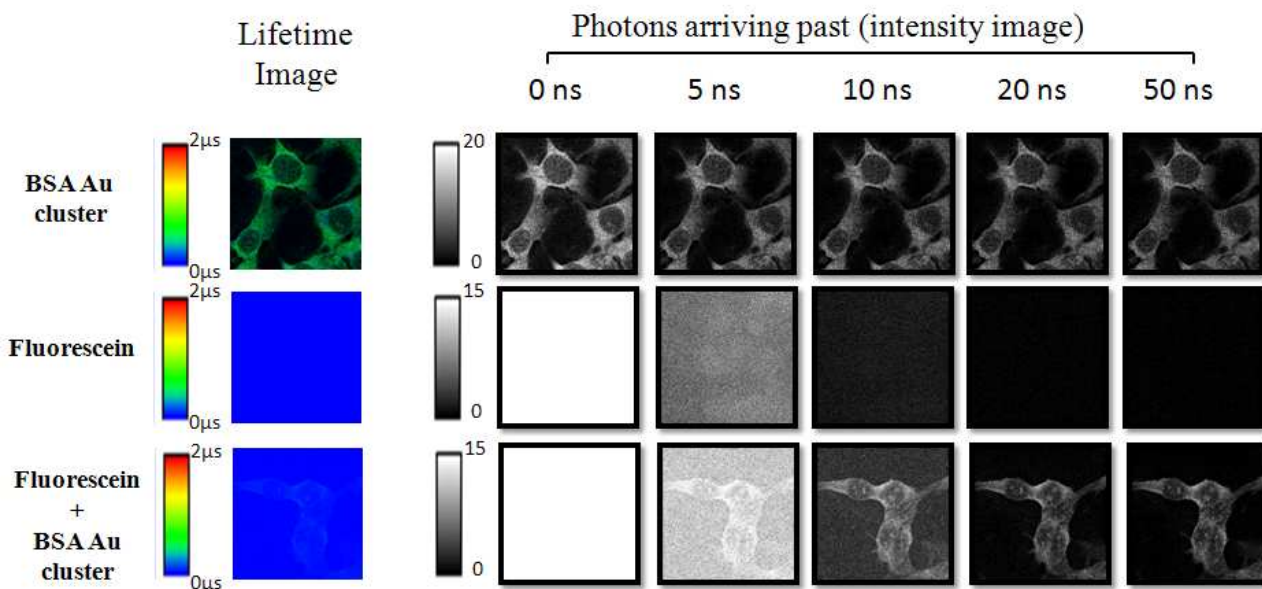 Lifetime
Image
Photons arriving past (intensity image)
0 ns
5 ns
10 ns
20 ns
50 ns
BSA Au
cluster
2µs
0µs
20
0
Fluorescein
2µs
0µs
15
0
Fluorescein
+
BSA Au
cluster
2µs
0µs
15
0